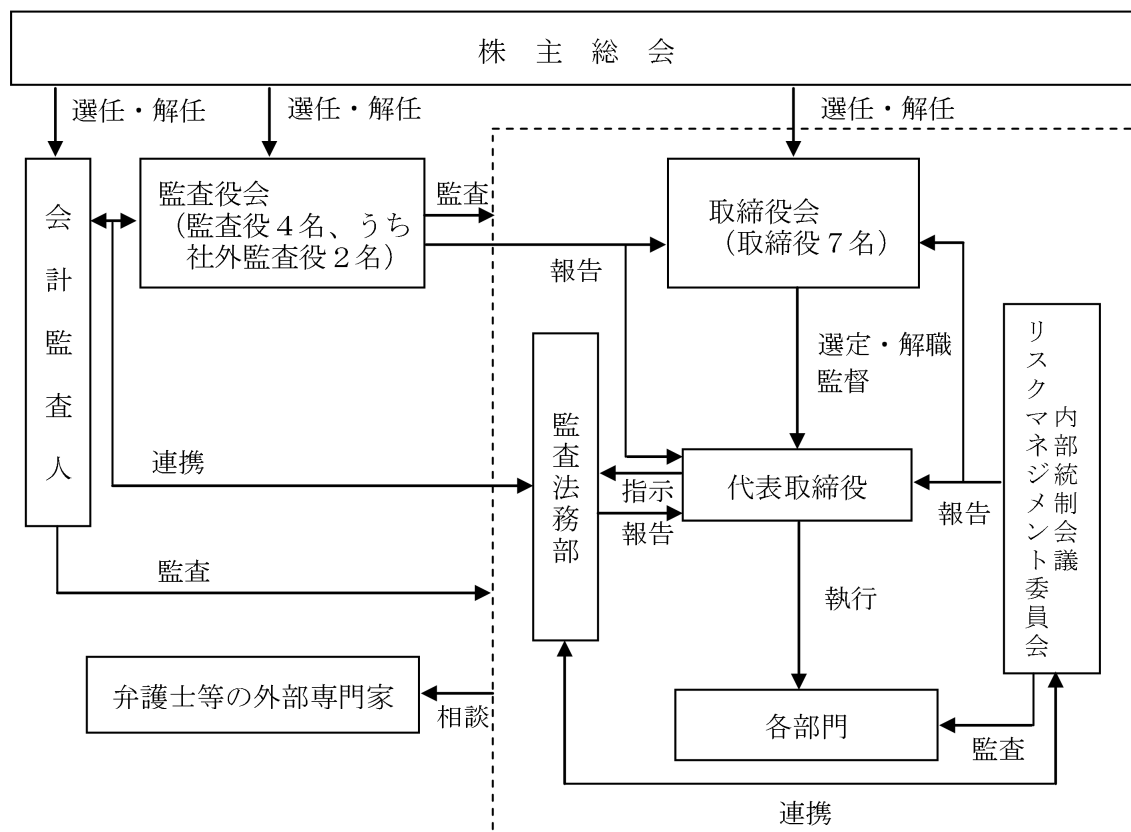 株主総会
選任・解任
選任・解任
選任・解任
会計監査人
監査役会
（監査役４名、うち
社外監査役２名）
監査
報告
取締役会
（取締役７名）
選定・解職
監督
監査法務部
連携
指示
報告
代表取締役
報告
内部統制会議
リスクマネジメント委員会
監査
執行
弁護士等の外部専門家
相談
各部門
監査
連携